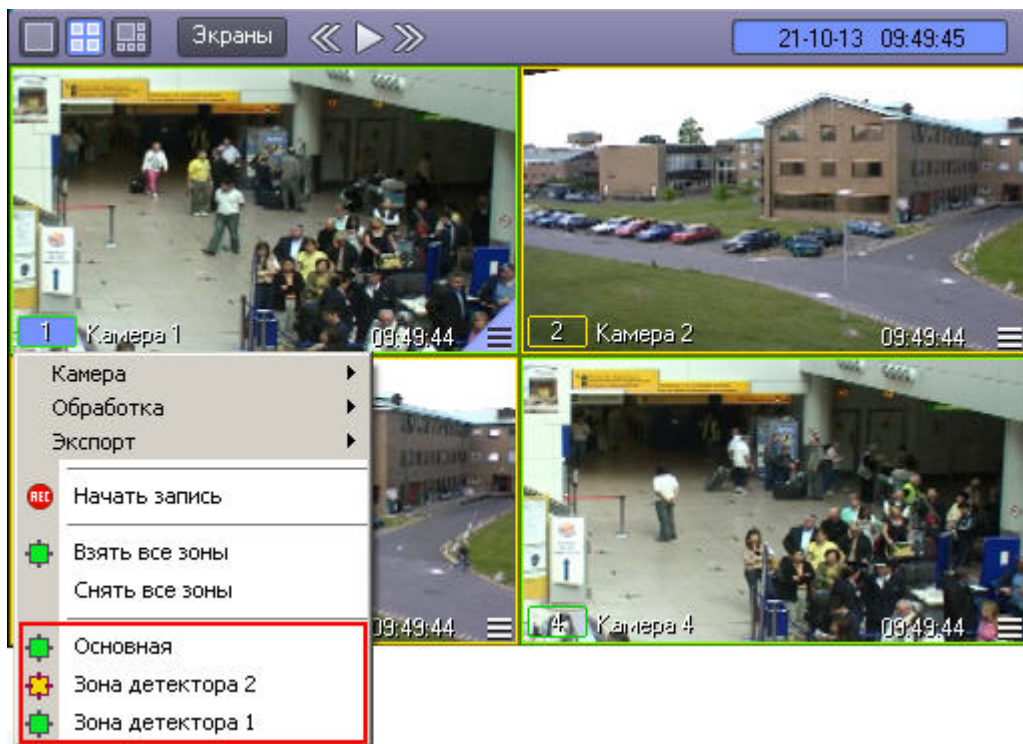 Экраны
21-10-13 09:49:45
1 Камера 1 09:49:44
2 Камера 2 09:49:44
Камера
Обработка
Экспорт
REC Начать запись
Взять все зоны
Снять все зоны
09:49:44
4 Камера 4 09:49:44
Основная
Зона детектора 2
Зона детектора 1